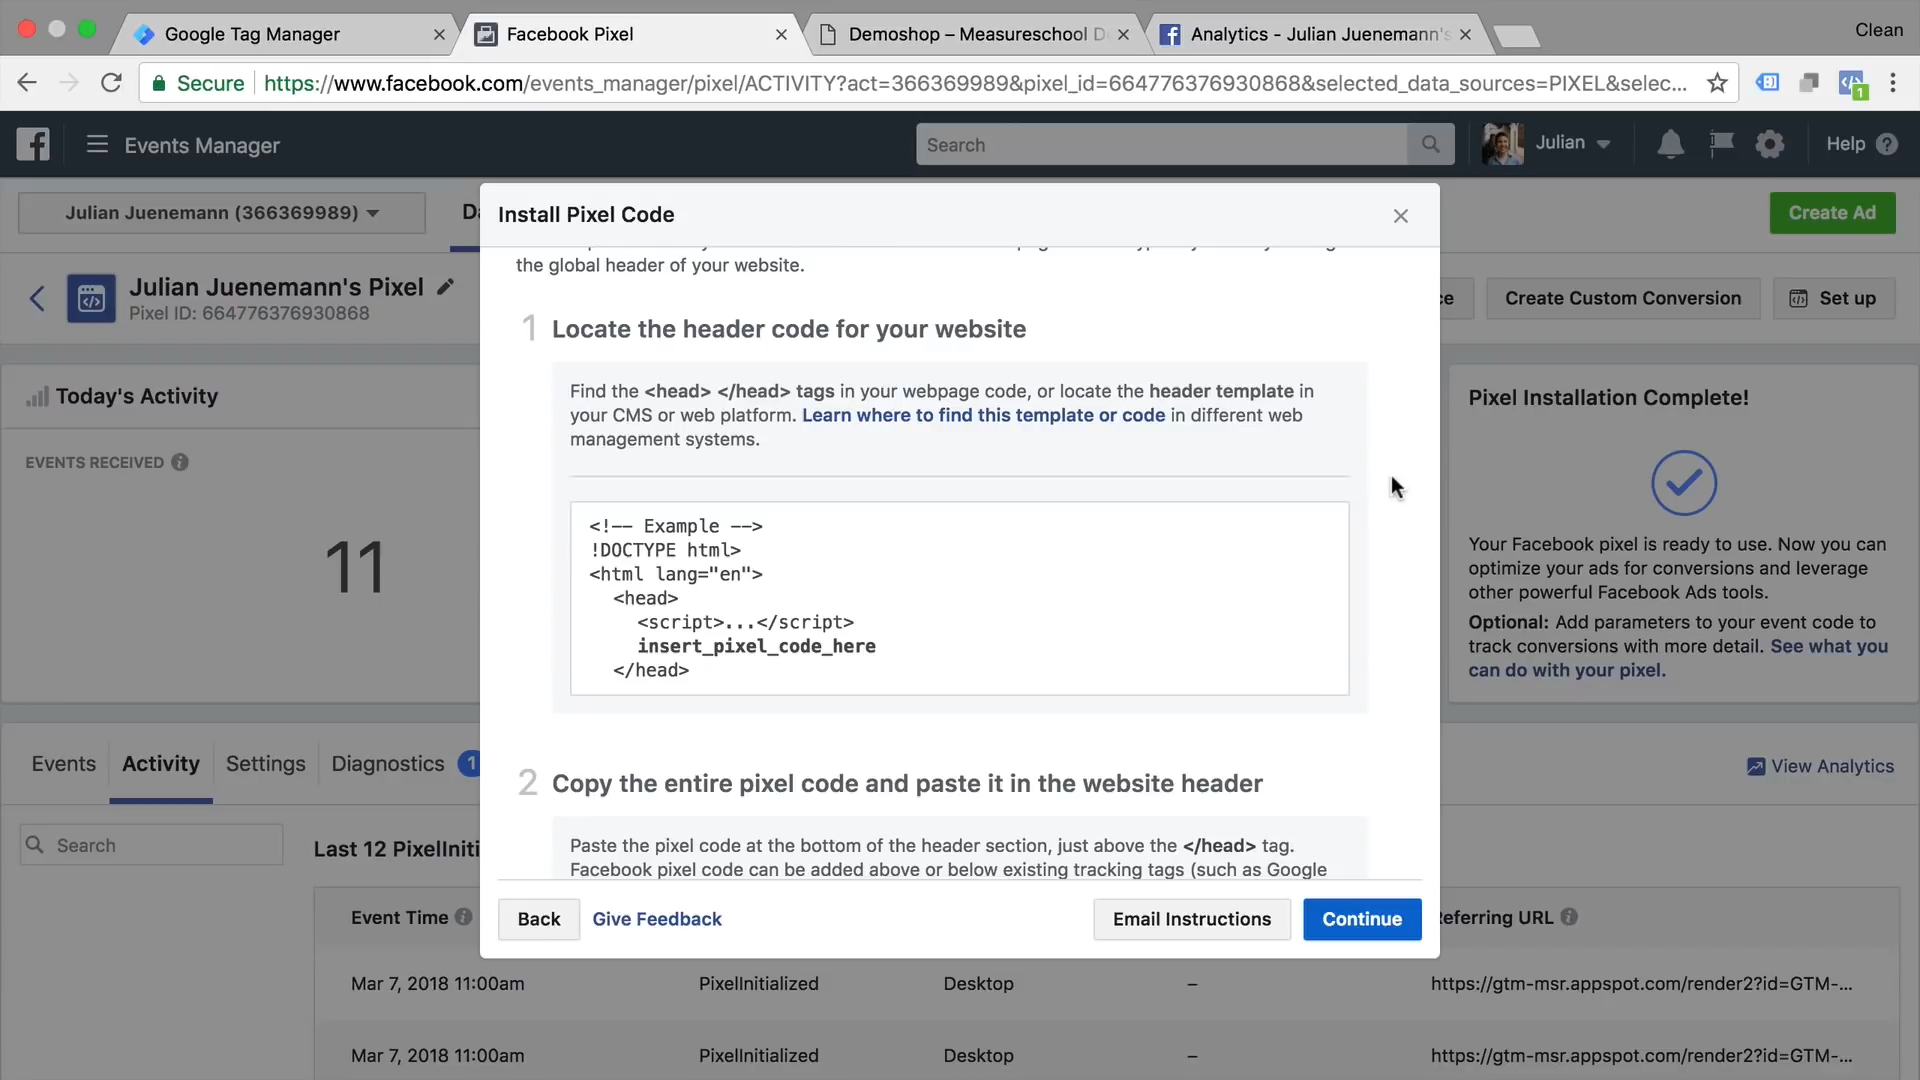 Google Tag Manager
Facebook Pixel
Demoshop – Measureschool D
Analytics - Julian Juenemann's
Clean
Secure
https://www.facebook.com/events_manager/pixel/ACTIVITY?act=366369989&pixel_id=664776376930868&selected_data_sources=PIXEL&selec...
1
Events Manager
Search
Julian
Help
Julian Juenemann (366369989)
Create Ad
Julian Juenemann's Pixel
Pixel ID: 664776376930868
Create Custom Conversion
Set up
Install Pixel Code
the global header of your website.
1 Locate the header code for your website
Find the <head> </head> tags in your webpage code, or locate the header template in
your CMS or web platform. Learn where to find this template or code in different web
management systems.
<!-- Example -->
!DOCTYPE html>
<html lang="en">
<head>
<script>...</script>
insert_pixel_code_here
</head>
2 Copy the entire pixel code and paste it in the website header
Paste the pixel code at the bottom of the header section, just above the </head> tag.
Facebook pixel code can be added above or below existing tracking tags (such as Google
Back
Give Feedback
Email Instructions
Continue
Today's Activity
EVENTS RECEIVED
11
Pixel Installation Complete!
Your Facebook pixel is ready to use. Now you can
optimize your ads for conversions and leverage
other powerful Facebook Ads tools.
Optional: Add parameters to your event code to
track conversions with more detail. See what you
can do with your pixel.
Events
Activity
Settings
Diagnostics
1
View Analytics
Search
Last 12 PixelIniti
Event Time
eferring URL
Mar 7, 2018 11:00am
PixelInitialized
Desktop
–
https://gtm-msr.appspot.com/render2?id=GTM-...
Mar 7, 2018 11:00am
PixelInitialized
Desktop
–
https://gtm-msr.appspot.com/render2?id=GTM-...